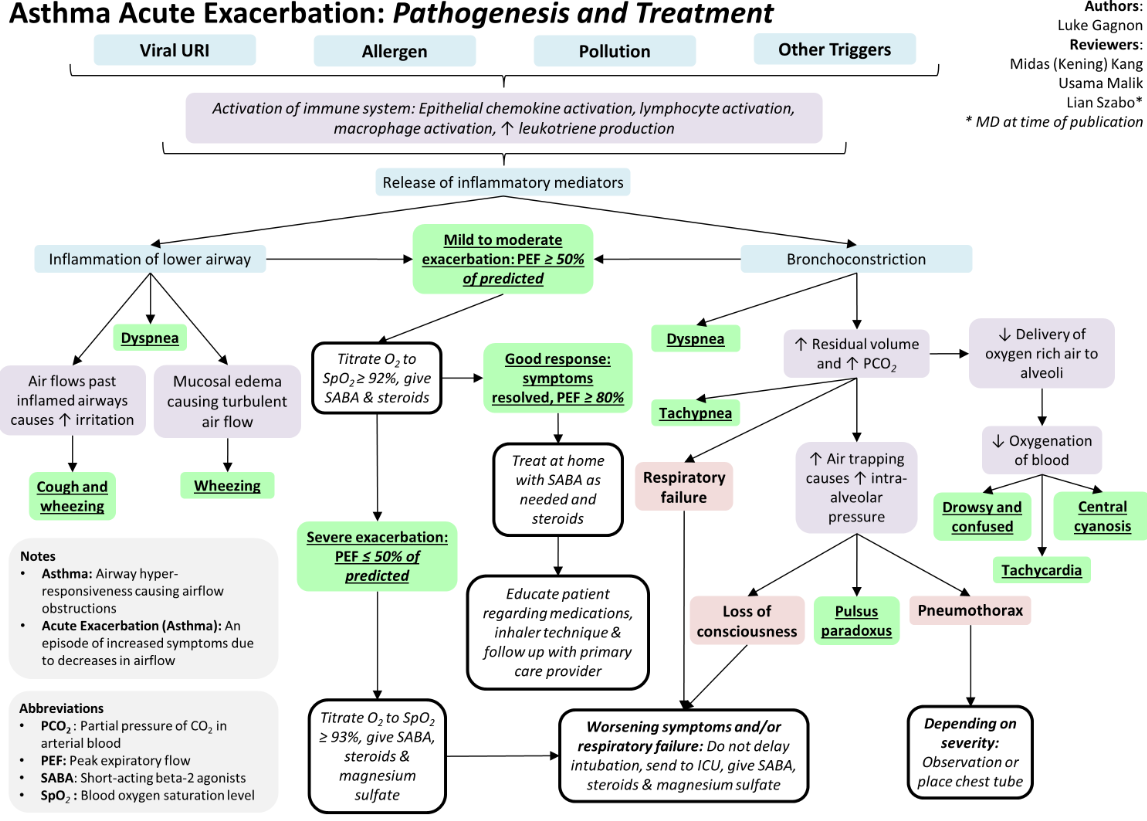 Asthma Acute Exacerbation: Pathogenesis and Treatment
Authors:
Luke Gagnon
Reviewers:
Midas (Kening) Kang
Usama Malik
Lian Szabo*
* MD at time of publication
Viral URI
Allergen
Pollution
Other Triggers
Activation of immune system: Epithelial chemokine activation, lymphocyte activation,
macrophage activation, ↑ leukotriene production
Release of inflammatory mediators
Inflammation of lower airway
Mild to moderate
exacerbation: PEF ≥ 50%
of predicted
Bronchoconstriction
Dyspnea
Air flows past
inflamed airways
causes ↑ irritation
Mucosal edema
causing turbulent
air flow
Cough and
wheezing
Wheezing
Titrate O₂ to
SpO₂ ≥ 92%, give
SABA & steroids
Good response:
symptoms
resolved, PEF ≥ 80%
Treat at home
with SABA as
needed and
steroids
Severe exacerbation:
PEF ≤ 50% of
predicted
Educate patient
regarding medications,
inhaler technique &
follow up with primary
care provider
Titrate O₂ to SpO₂
≥ 93%, give SABA,
steroids &
magnesium
sulfate
Dyspnea
↑ Residual volume
and ↑ PCO₂
↓ Delivery of
oxygen rich air to
alveoli
Tachypnea
Respiratory
failure
↑ Air trapping
causes ↑ intra-
alveolar
pressure
↓ Oxygenation
of blood
Drowsy and
confused
Central
cyanosis
Tachycardia
Loss of
consciousness
Pulsus
paradoxus
Pneumothorax
Worsening symptoms and/or
respiratory failure: Do not delay
intubation, send to ICU, give SABA,
steroids & magnesium sulfate
Depending on
severity:
Observation or
place chest tube
Notes
• Asthma: Airway hyper-
responsiveness causing airflow
obstructions
• Acute Exacerbation (Asthma): An
episode of increased symptoms due
to decreases in airflow
Abbreviations
• PCO₂ : Partial pressure of CO₂ in
arterial blood
• PEF: Peak expiratory flow
• SABA: Short-acting beta-2 agonists
• SpO₂ : Blood oxygen saturation level